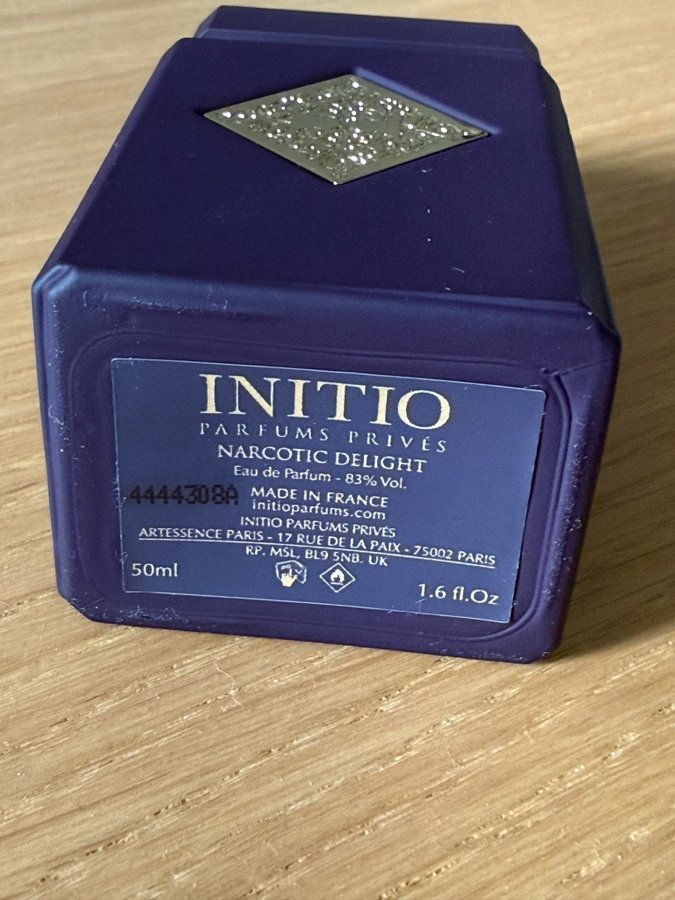 INITIO
PARFUMS PRIVÉS
NARCOTIC DELIGHT
Eau de Parfum - 83% Vol.
4444308A MADE IN FRANCE
initioparfums.com
INITIO PARFUMS PRIVÉS
ARTESSENCE PARIS - 17 RUE DE LA PAIX - 75002 PARIS
RP. MSL, BL9 5NB. UK
50ml 1.6 fl.Oz